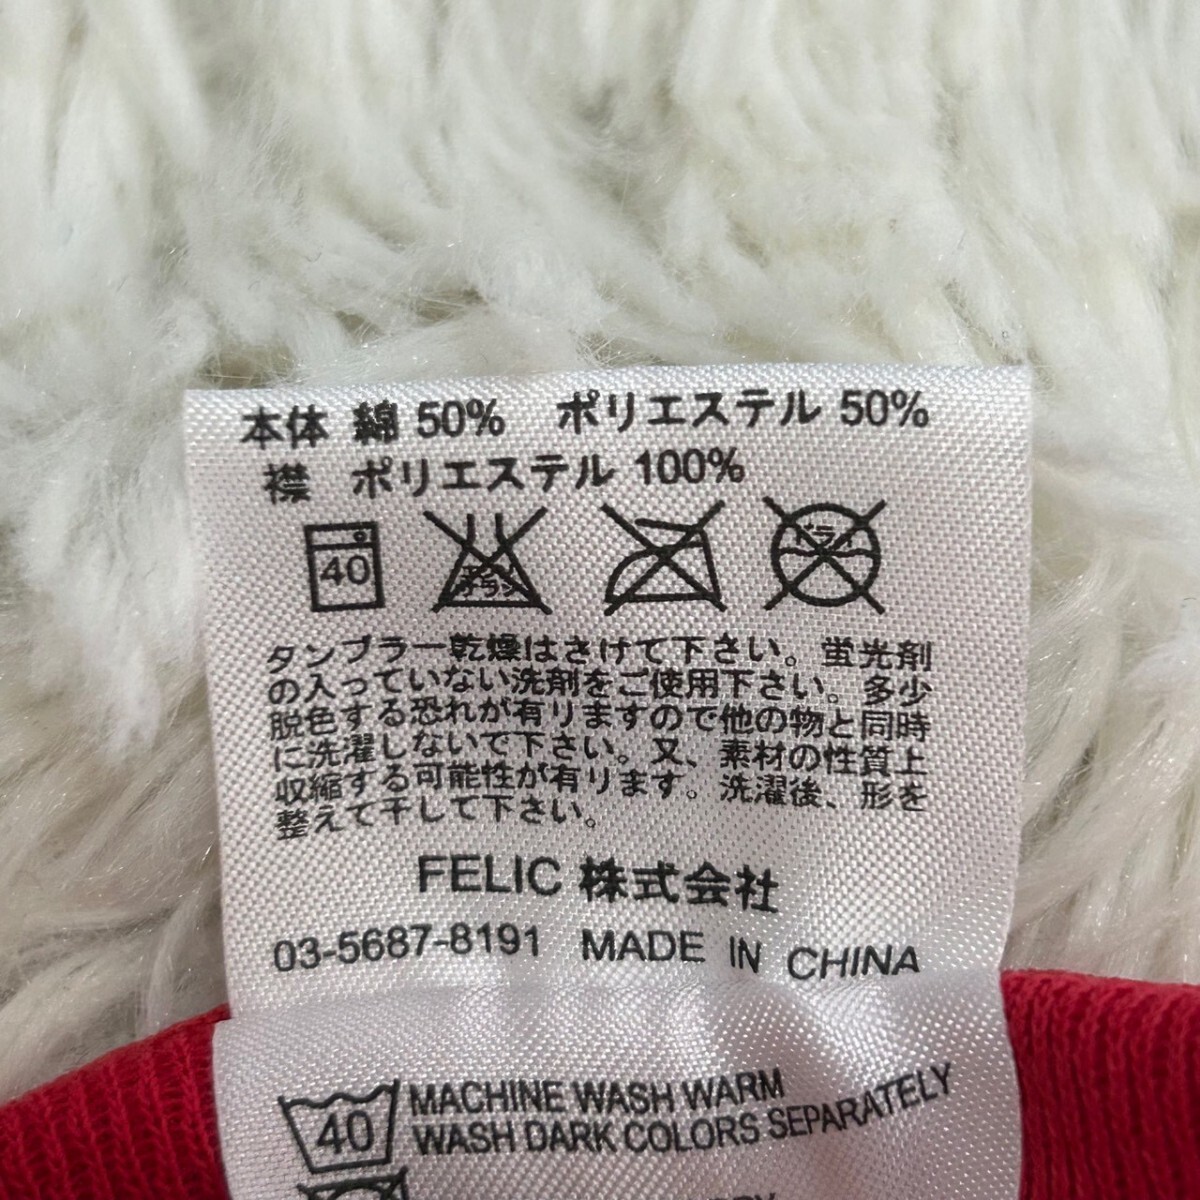 本体 綿 50% ポリエステル 50%
襟 ポリエステル 100%
40
ドライ
タンブラー乾燥はさけて下さい。蛍光剤
の入っていない洗剤をご使用下さい。多少
脱色する恐れが有りますので他の物と同時
に洗濯しないで下さい。又、素材の性質上
収縮する可能性が有ります。洗濯後、形を
整えて干して下さい。
FELIC 株式会社
03-5687-8191 MADE IN CHINA
40 MACHINE WASH WARM
WASH DARK COLORS SEPARATELY